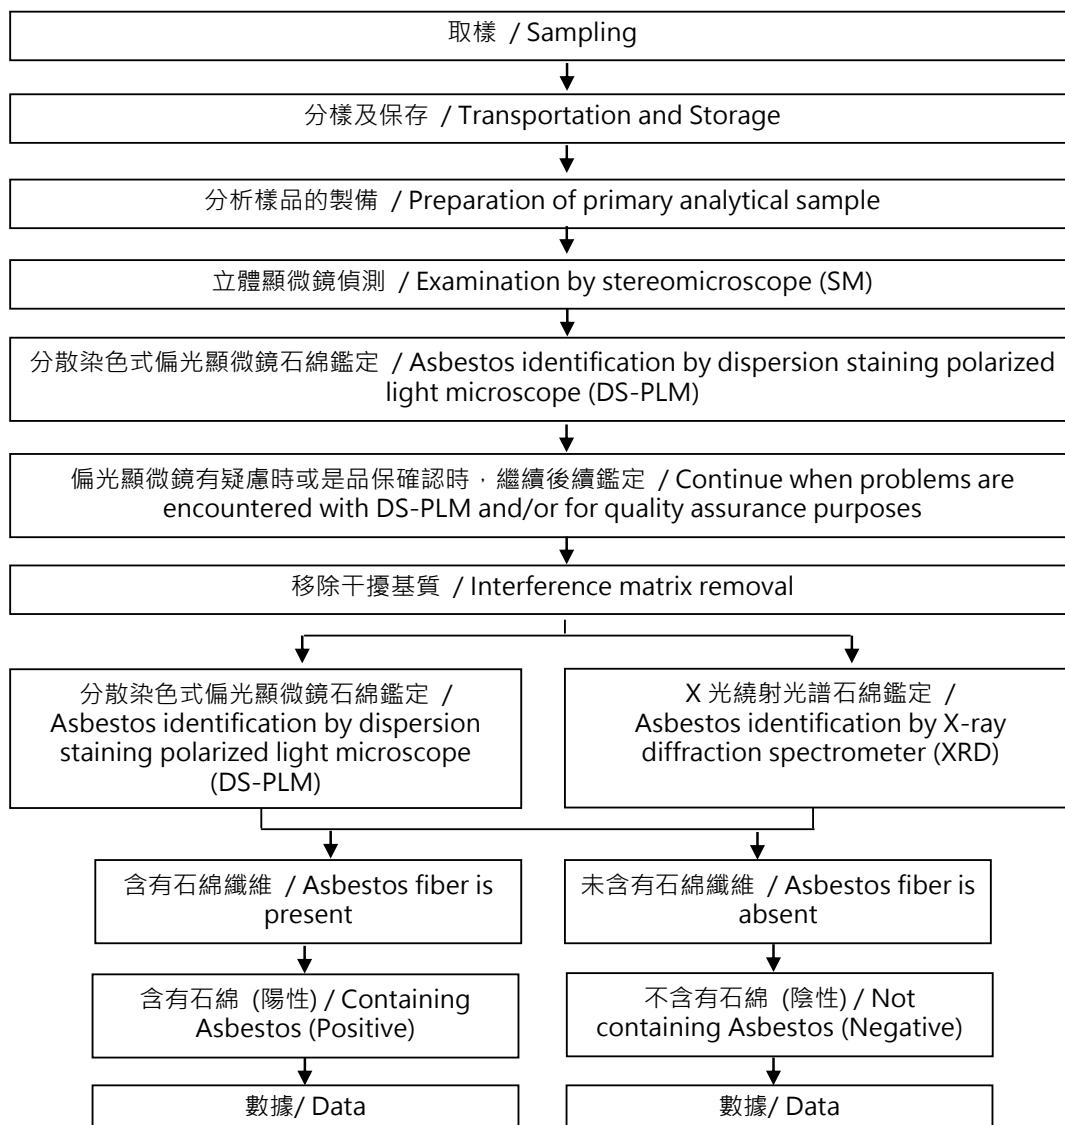 取樣 / Sampling
分樣及保存 / Transportation and Storage
分析樣品的製備 / Preparation of primary analytical sample
立體顯微鏡偵測 / Examination by stereomicroscope (SM)
分散染色式偏光顯微鏡石綿鑑定 / Asbestos identification by dispersion staining polarized
light microscope (DS-PLM)
偏光顯微鏡有疑慮時或是品保確認時，繼續後續鑑定 / Continue when problems are
encountered with DS-PLM and/or for quality assurance purposes
移除干擾基質 / Interference matrix removal
分散染色式偏光顯微鏡石綿鑑定 /
Asbestos identification by dispersion
staining polarized light microscope
(DS-PLM)
X 光繞射光譜石綿鑑定 /
Asbestos identification by X-ray
diffraction spectrometer (XRD)
含有石綿纖維 / Asbestos fiber is
present
未含有石綿纖維 / Asbestos fiber is
absent
含有石綿 (陽性) / Containing
Asbestos (Positive)
不含有石綿 (陰性) / Not
containing Asbestos (Negative)
數據/ Data
數據/ Data